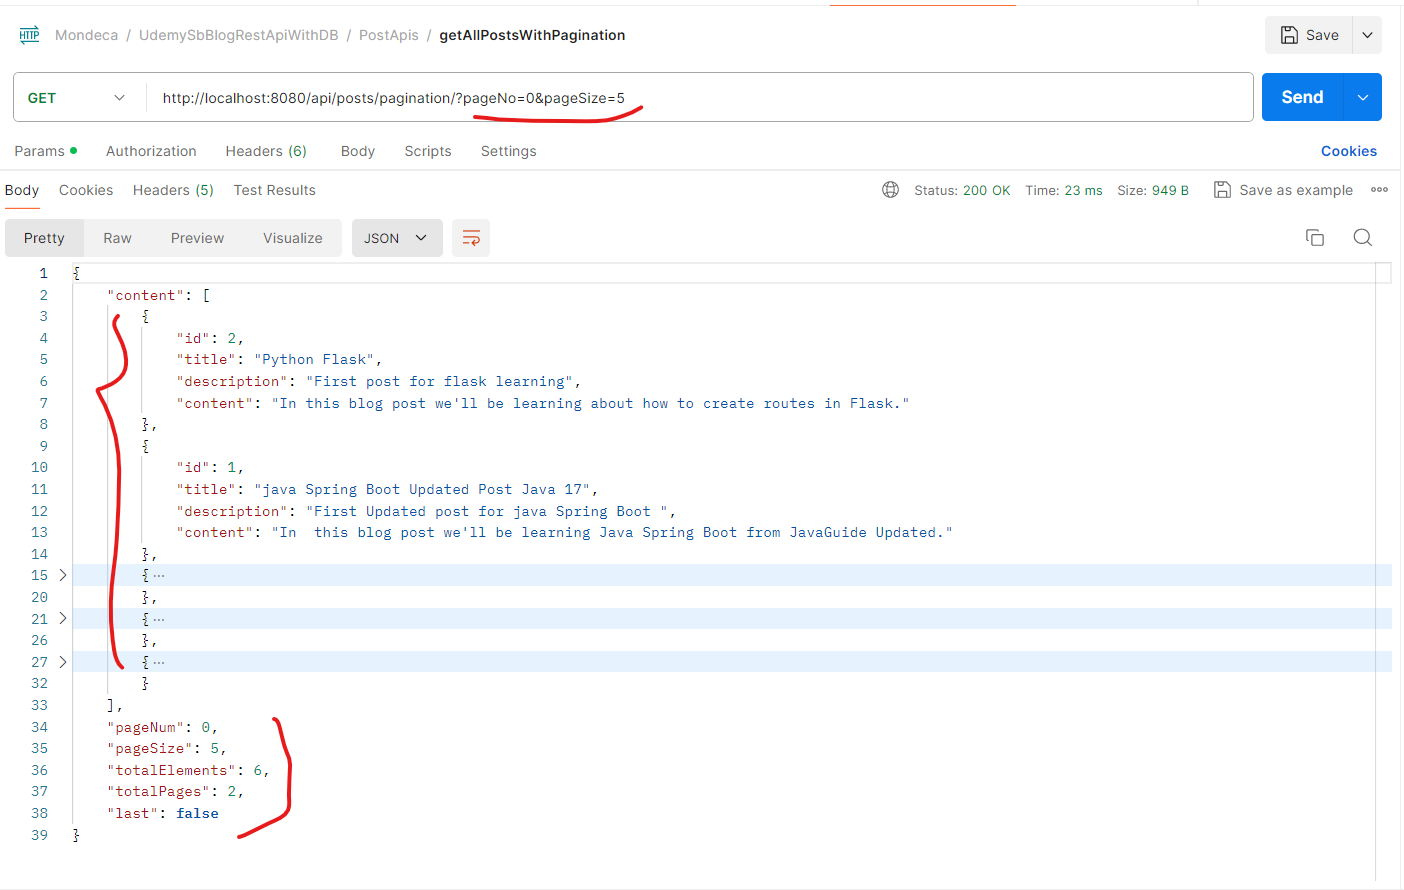 HTTP Mondeca / UdemySbBlogRestApiWithDB / PostApis / getAllPostsWithPagination Save
GET http://localhost:8080/api/posts/pagination/?pageNo=0&pageSize=5 Send
Params Authorization Headers (6) Body Scripts Settings Cookies
Body Cookies Headers (5) Test Results Status: 200 OK Time: 23 ms Size: 949 B Save as example
Pretty Raw Preview Visualize JSON
1 {
2 "content": [
3 {
4 "id": 2,
5 "title": "Python Flask",
6 "description": "First post for flask learning",
7 "content": "In this blog post we'll be learning about how to create routes in Flask."
8 },
9 {
10 "id": 1,
11 "title": "java Spring Boot Updated Post Java 17",
12 "description": "First Updated post for java Spring Boot ",
13 "content": "In  this blog post we'll be learning Java Spring Boot from JavaGuide Updated."
14 },
15 { ···
20 },
21 { ···
26 },
27 { ···
32 }
33 ],
34 "pageNum": 0,
35 "pageSize": 5,
36 "totalElements": 6,
37 "totalPages": 2,
38 "last": false
39 }